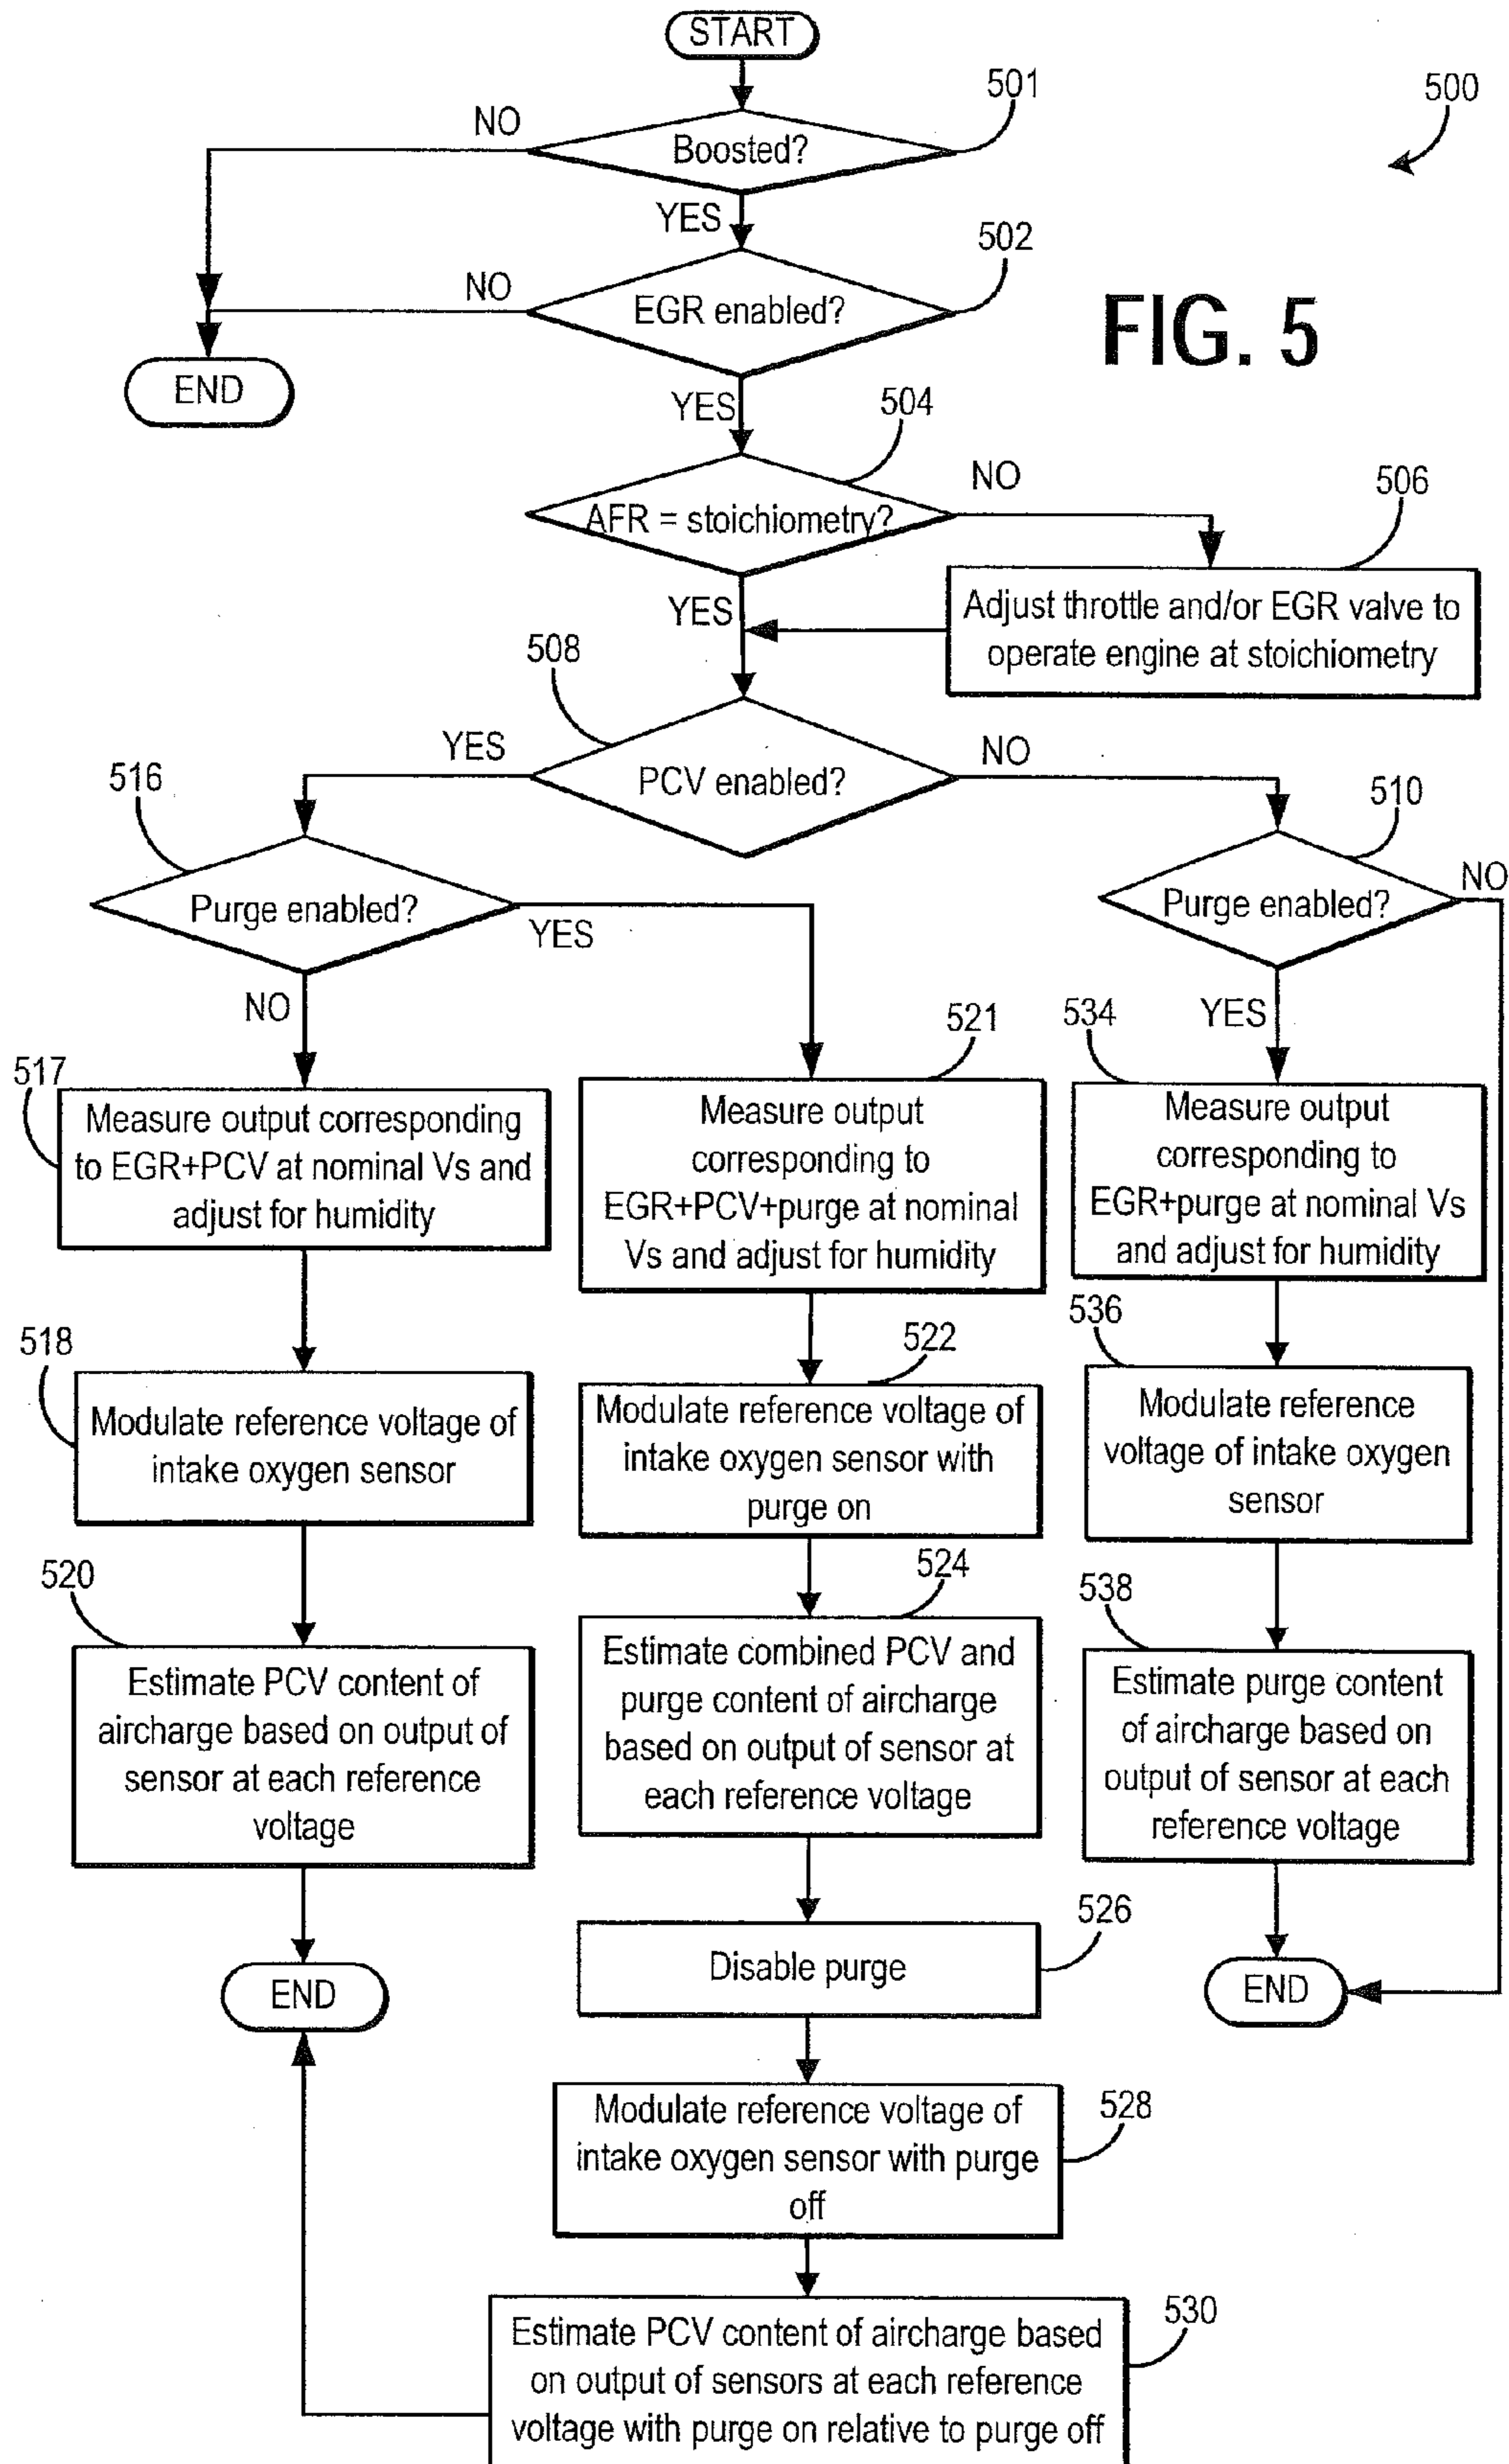 START
501
500
NO
Boosted?
YES
502
NO
EGR enabled?
FIG. 5
END
YES
504
NO
506
AFR = stoichiometry?
YES
Adjust throttle and/or EGR valve to
operate engine at stoichiometry
508
YES
NO
516
PCV enabled?
510
NO
Purge enabled?
YES
Purge enabled?
NO
521
534
YES
517
Measure output corresponding
to EGR+PCV at nominal Vs and
adjust for humidity
Measure output
corresponding to
EGR+PCV+purge at nominal
Vs and adjust for humidity
Measure output
corresponding to
EGR+purge at nominal Vs
and adjust for humidity
518
522
536
Modulate reference voltage of
intake oxygen sensor
Modulate reference voltage of
intake oxygen sensor with
purge on
Modulate reference
voltage of intake oxygen
sensor
520
524
538
Estimate PCV content of
aircharge based on output of
sensor at each reference
voltage
Estimate combined PCV and
purge content of aircharge
based on output of sensor at
each reference voltage
Estimate purge content
of aircharge based on
output of sensor at each
reference voltage
526
Disable purge
END
END
528
Modulate reference voltage of
intake oxygen sensor with purge
off
530
Estimate PCV content of aircharge based
on output of sensors at each reference
voltage with purge on relative to purge off